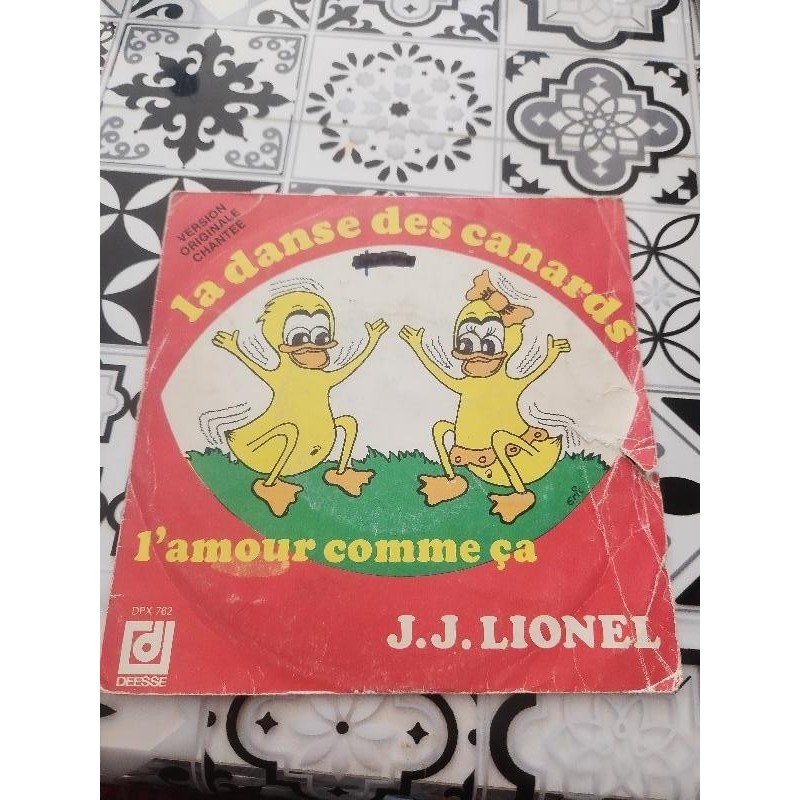 VERSION
ORIGINALE
CHANTEE
la danse des canards
l'amour comme ça
DPX 762
DEESSE
J.J. LIONEL